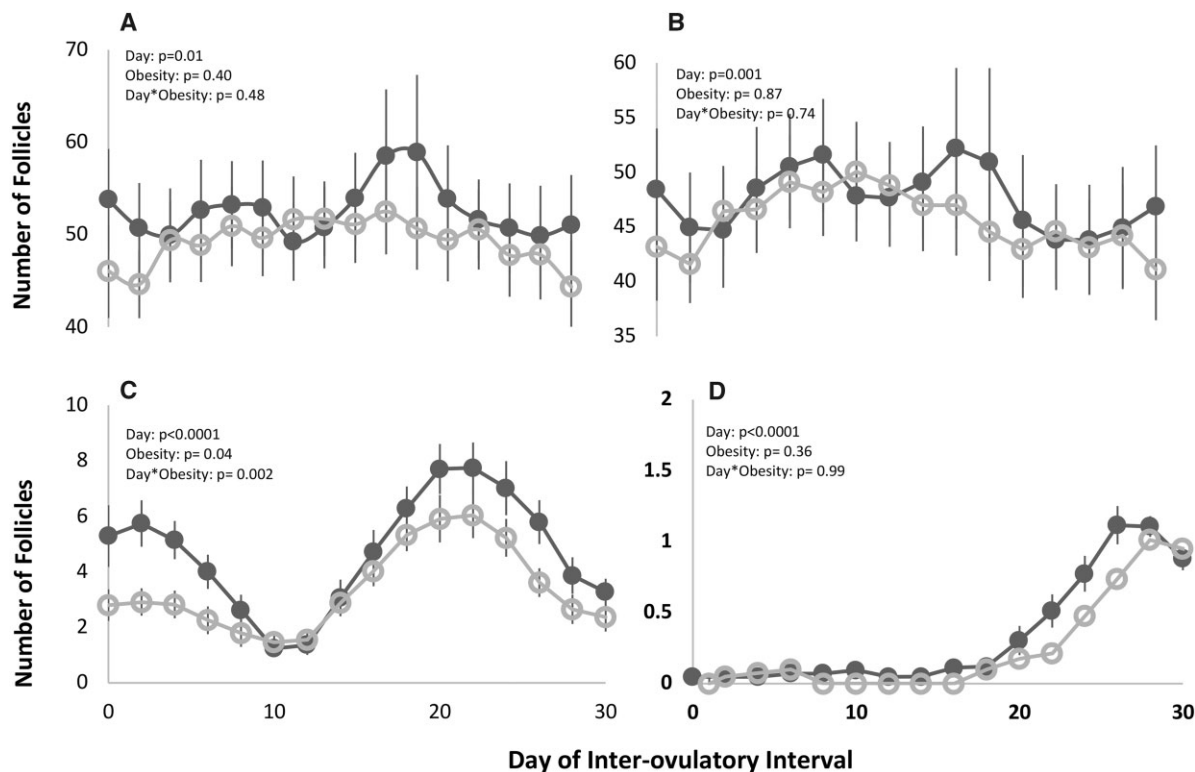 A
70
60
50
40
Number of Follicles
Day: p=0.01
Obesity: p= 0.40
Day*Obesity: p= 0.48
B
60
55
50
45
40
35
Day: p=0.001
Obesity: p= 0.87
Day*Obesity: p= 0.74
C
10
8
6
4
2
0
Number of Follicles
Day: p<0.0001
Obesity: p= 0.04
Day*Obesity: p= 0.002
0 10 20 30
D
2
1.5
1
0.5
0
Day: p<0.0001
Obesity: p= 0.36
Day*Obesity: p= 0.99
0 10 20 30
Day of Inter-ovulatory Interval